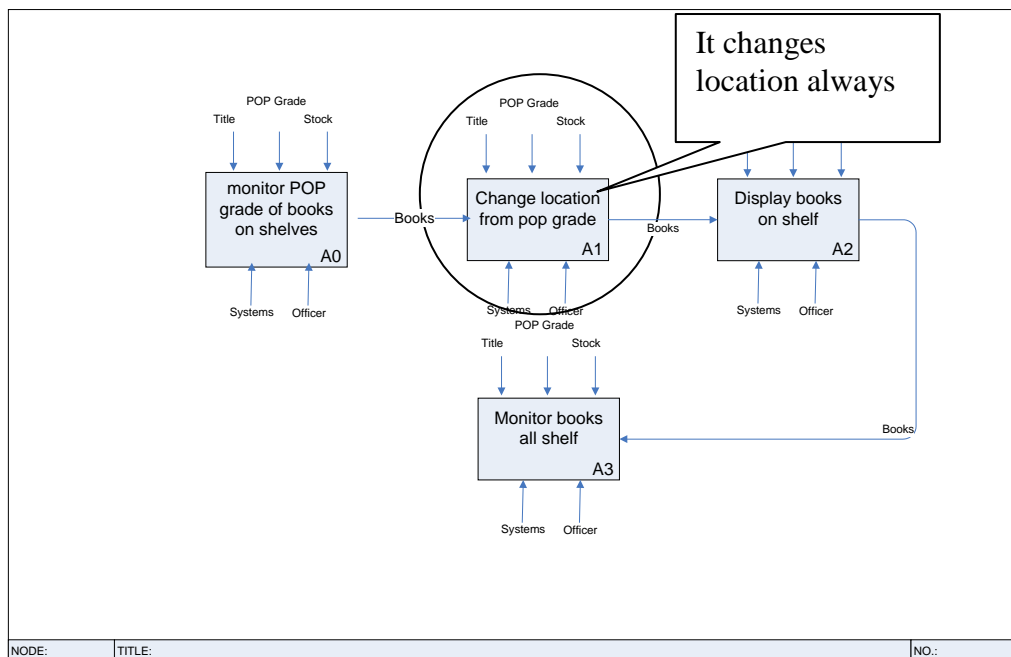 It changes
location always
POP Grade
Title
Stock
monitor POP
grade of books
on shelves
A0
Systems
Officer
Books
POP Grade
Title
Stock
Change location
from pop grade
A1
Systems
Officer
Books
Display books
on shelf
A2
Systems
Officer
POP Grade
Title
Stock
Monitor books
all shelf
A3
Systems
Officer
Books
NODE:
TITLE:
NO.: